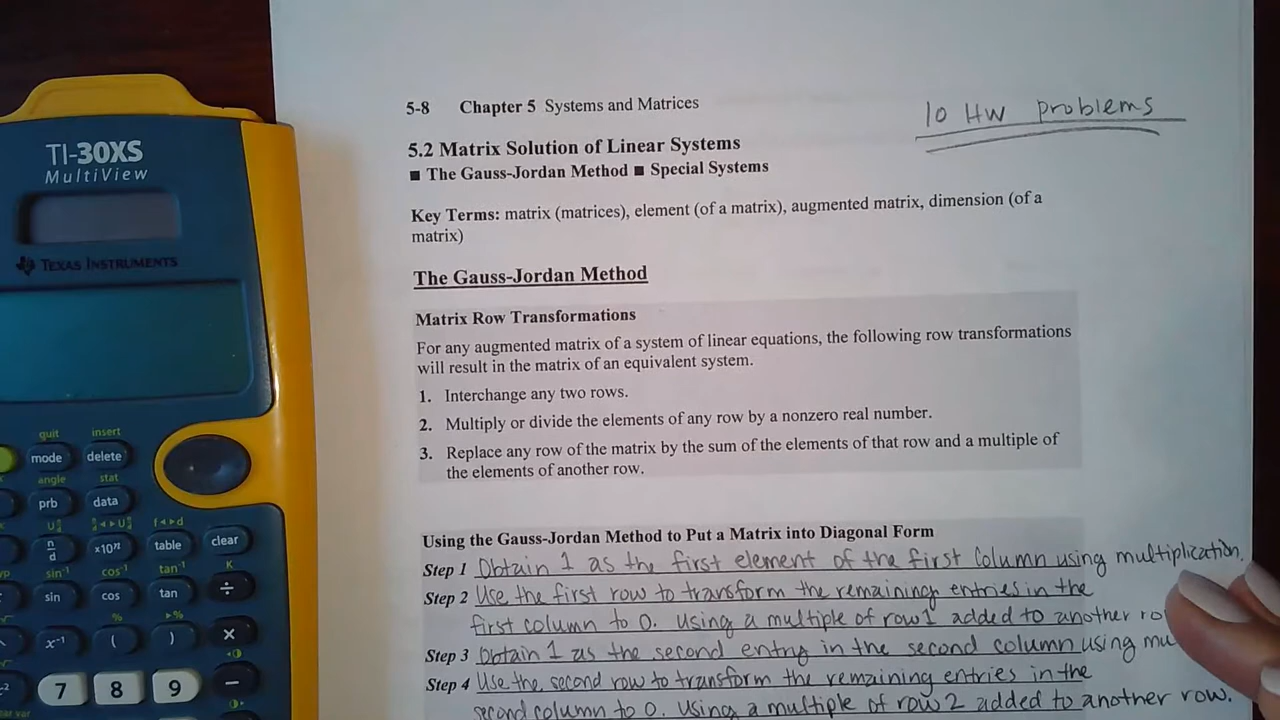 5-8 Chapter 5 Systems and Matrices
10 HW problems
5.2 Matrix Solution of Linear Systems
■ The Gauss-Jordan Method ■ Special Systems
Key Terms: matrix (matrices), element (of a matrix), augmented matrix, dimension (of a
matrix)
The Gauss-Jordan Method
Matrix Row Transformations
For any augmented matrix of a system of linear equations, the following row transformations
will result in the matrix of an equivalent system.
1. Interchange any two rows.
2. Multiply or divide the elements of any row by a nonzero real number.
3. Replace any row of the matrix by the sum of the elements of that row and a multiple of
the elements of another row.
Using the Gauss-Jordan Method to Put a Matrix into Diagonal Form
Step 1 Obtain 1 as the first element of the first column using multiplication.
Step 2 Use the first row to transform the remaining entries in the
first column to 0. Using a multiple of row 1 added to another ro
Step 3 Obtain 1 as the second entry in the second column using mu
Step 4 Use the second row to transform the remaining entries in the
second column to 0. Using a multiple of row 2 added to another row.
TI-30XS
MultiView
TEXAS INSTRUMENTS
quit insert
mode delete
angle stat
prb data
f◄►d
n/d ×10ⁿ table clear
sin⁻¹ cos⁻¹ tan⁻¹ K
sin cos tan ÷
% ►%
x⁻¹ ( ) ×
7 8 9 −